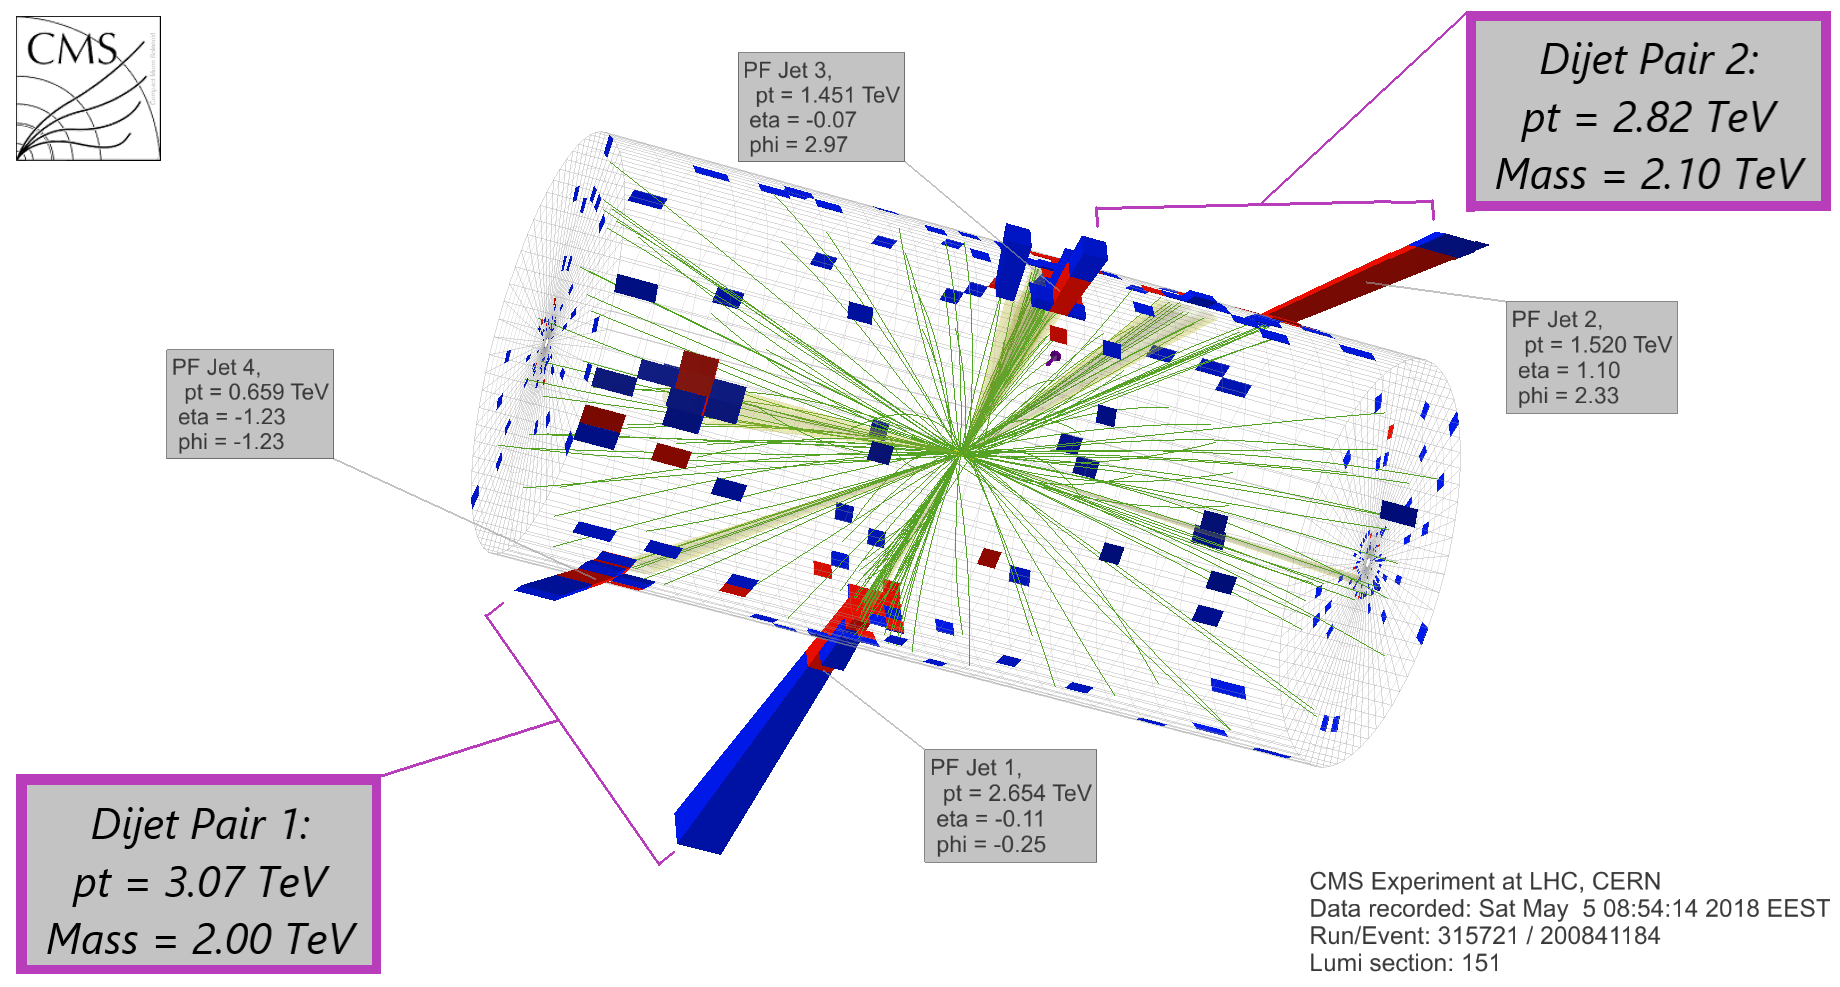 CMS
PF Jet 3,
pt = 1.451 TeV
eta = -0.07
phi = 2.97
Dijet Pair 2:
pt = 2.82 TeV
Mass = 2.10 TeV
PF Jet 2,
pt = 1.520 TeV
eta = 1.10
phi = 2.33
PF Jet 4,
pt = 0.659 TeV
eta = -1.23
phi = -1.23
PF Jet 1,
pt = 2.654 TeV
eta = -0.11
phi = -0.25
Dijet Pair 1:
pt = 3.07 TeV
Mass = 2.00 TeV
CMS Experiment at LHC, CERN
Data recorded: Sat May  5 08:54:14 2018 EEST
Run/Event: 315721 / 200841184
Lumi section: 151